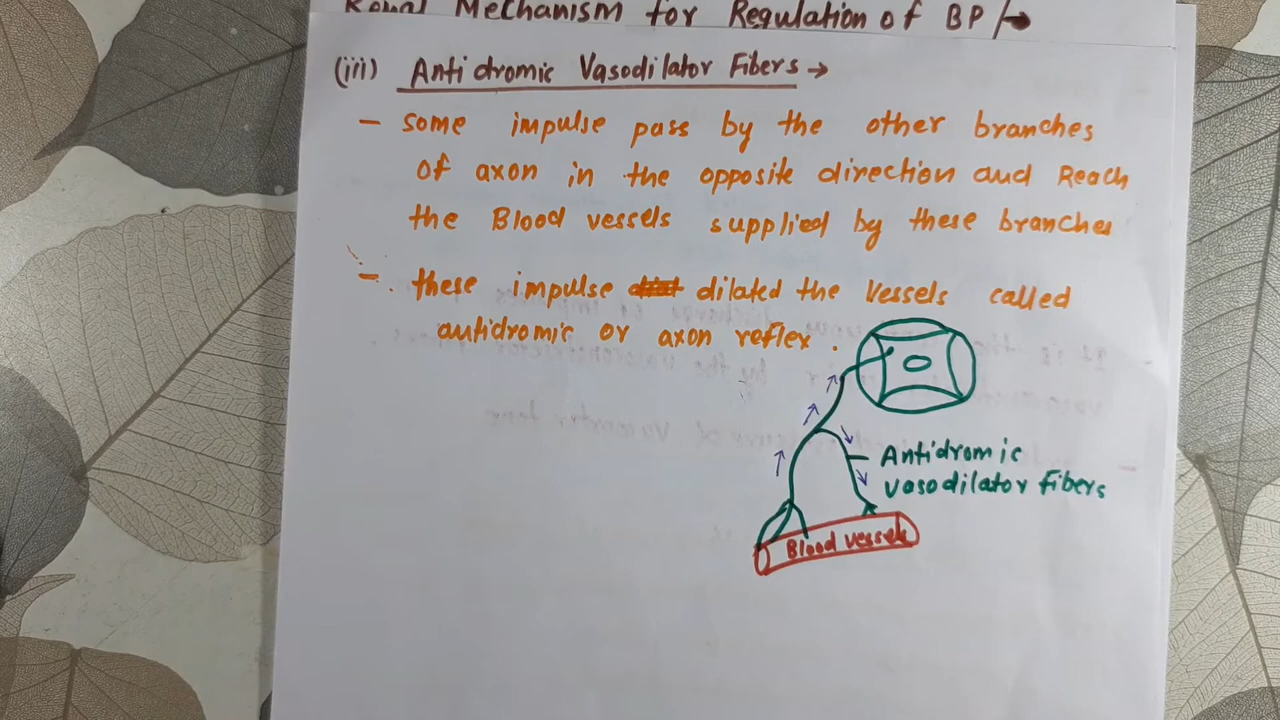 Renal Mechanism for Regulation of BP
(iii) Antidromic Vasodilator Fibers →
- some impulse pass by the other branches
of axon in the opposite direction and Reach
the Blood vessels supplied by these branches
- these impulse dilated the Vessels called
antidromic or axon reflex.
Antidromic
vasodilator Fibers
Blood vessels